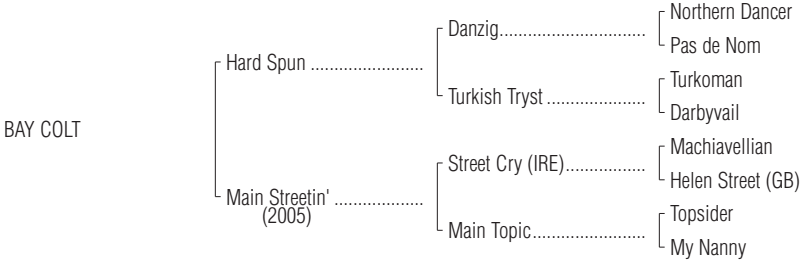 Northern Dancer
Danzig..............................
Pas de Nom
Hard Spun .......................
Turkoman
Turkish Tryst .....................
Darbyvail
BAY COLT
Machiavellian
Street Cry (IRE).................
Helen Street (GB)
Main Streetin' ...................
(2005)
Topsider
Main Topic........................
My Nanny